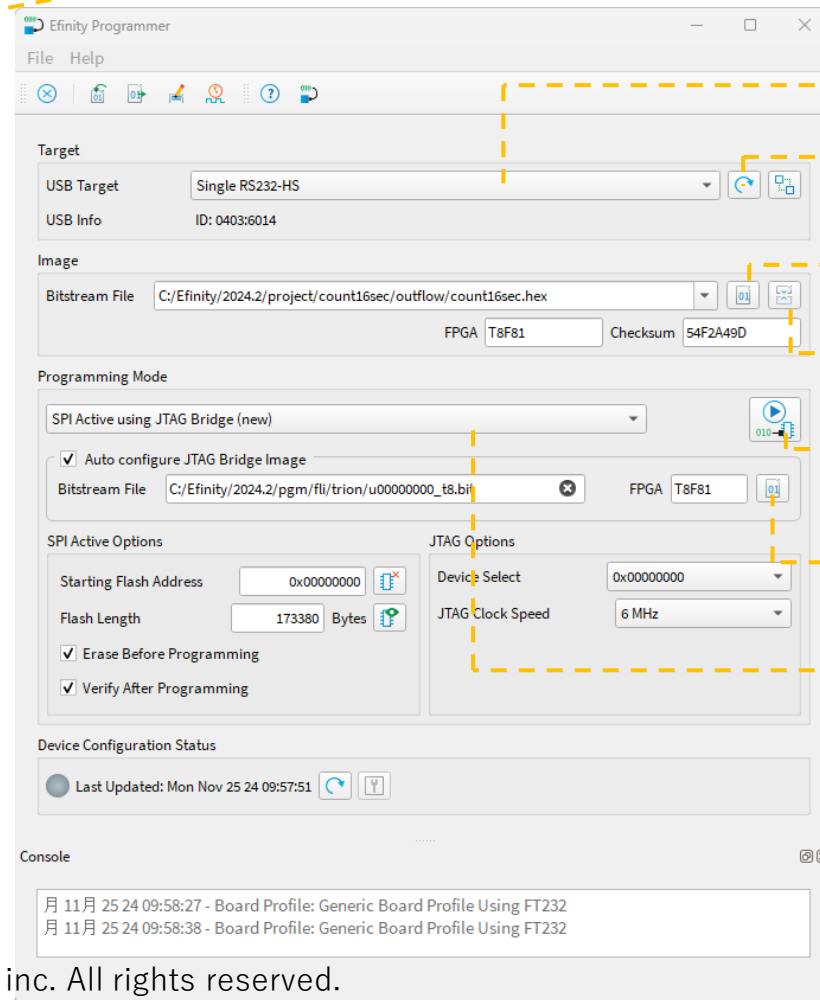 Efinity Programmer
File Help
Target
USB Target Single RS232-HS
USB Info ID: 0403:6014
Image
Bitstream File C:/Efinity/2024.2/project/count16sec/outflow/count16sec.hex
FPGA T8F81 Checksum 54F2A49D
Programming Mode
SPI Active using JTAG Bridge (new)
Auto configure JTAG Bridge Image
Bitstream File C:/Efinity/2024.2/pgm/fli/trion/u00000000_t8.bit FPGA T8F81
SPI Active Options
Starting Flash Address 0x00000000
Flash Length 173380 Bytes
Erase Before Programming
Verify After Programming
JTAG Options
Device Select 0x00000000
JTAG Clock Speed 6 MHz
Device Configuration Status
Last Updated: Mon Nov 25 24 09:57:51
Console
月 11月 25 24 09:58:27 - Board Profile: Generic Board Profile Using FT232
月 11月 25 24 09:58:38 - Board Profile: Generic Board Profile Using FT232
inc. All rights reserved.